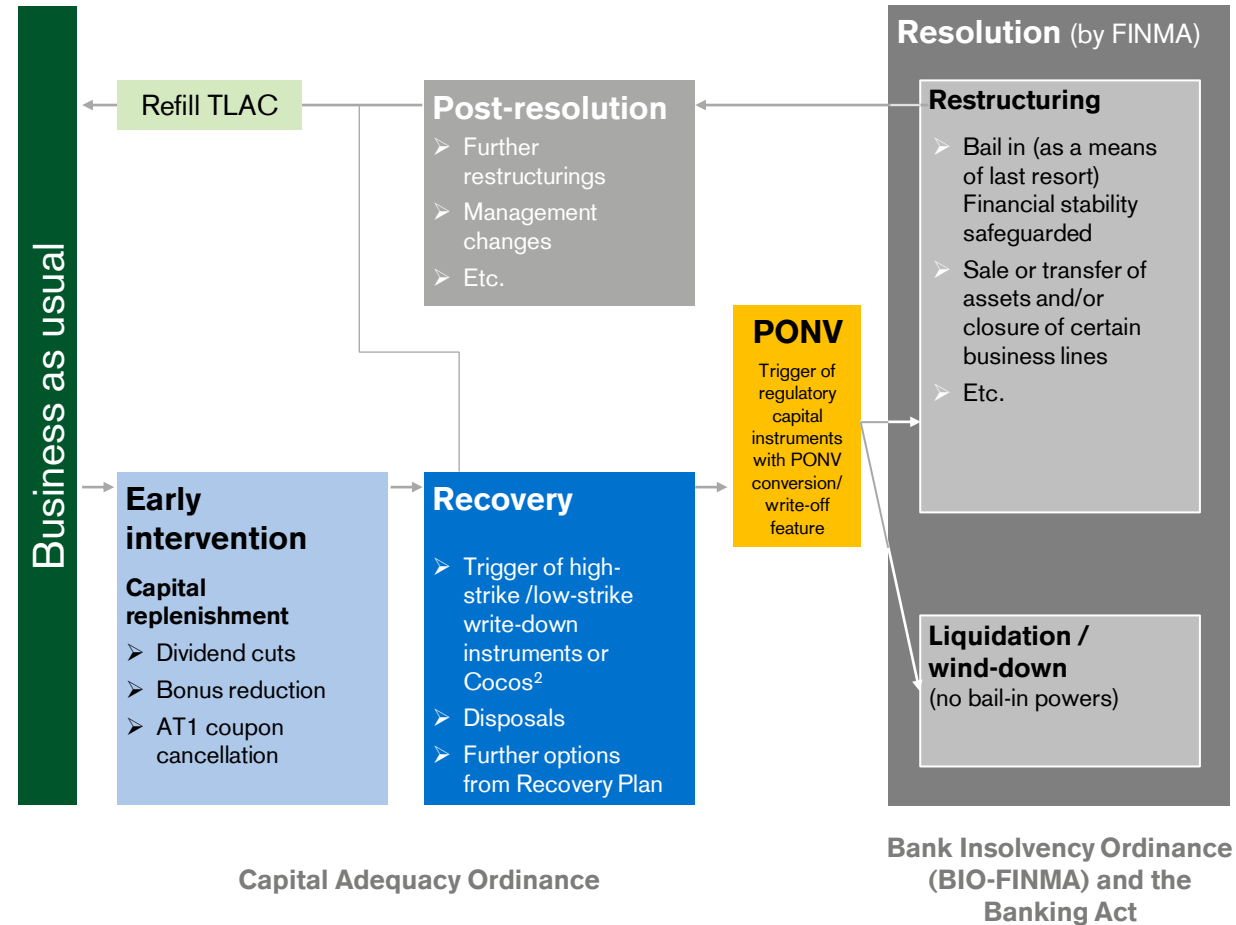 Business as usual
Refill TLAC
Post-resolution
➢ Further
restructurings
➢ Management
changes
➢ Etc.
Resolution (by FINMA)
Restructuring
➢ Bail in (as a means
of last resort)
Financial stability
safeguarded
➢ Sale or transfer of
assets and/or
closure of certain
business lines
➢ Etc.
Early
intervention
Capital
replenishment
➢ Dividend cuts
➢ Bonus reduction
➢ AT1 coupon
cancellation
Recovery
➢ Trigger of high-
strike /low-strike
write-down
instruments or
Cocos²
➢ Disposals
➢ Further options
from Recovery Plan
PONV
Trigger of
regulatory
capital
instruments
with PONV
conversion/
write-off
feature
Liquidation /
wind-down
(no bail-in powers)
Capital Adequacy Ordinance
Bank Insolvency Ordinance
(BIO-FINMA) and the
Banking Act